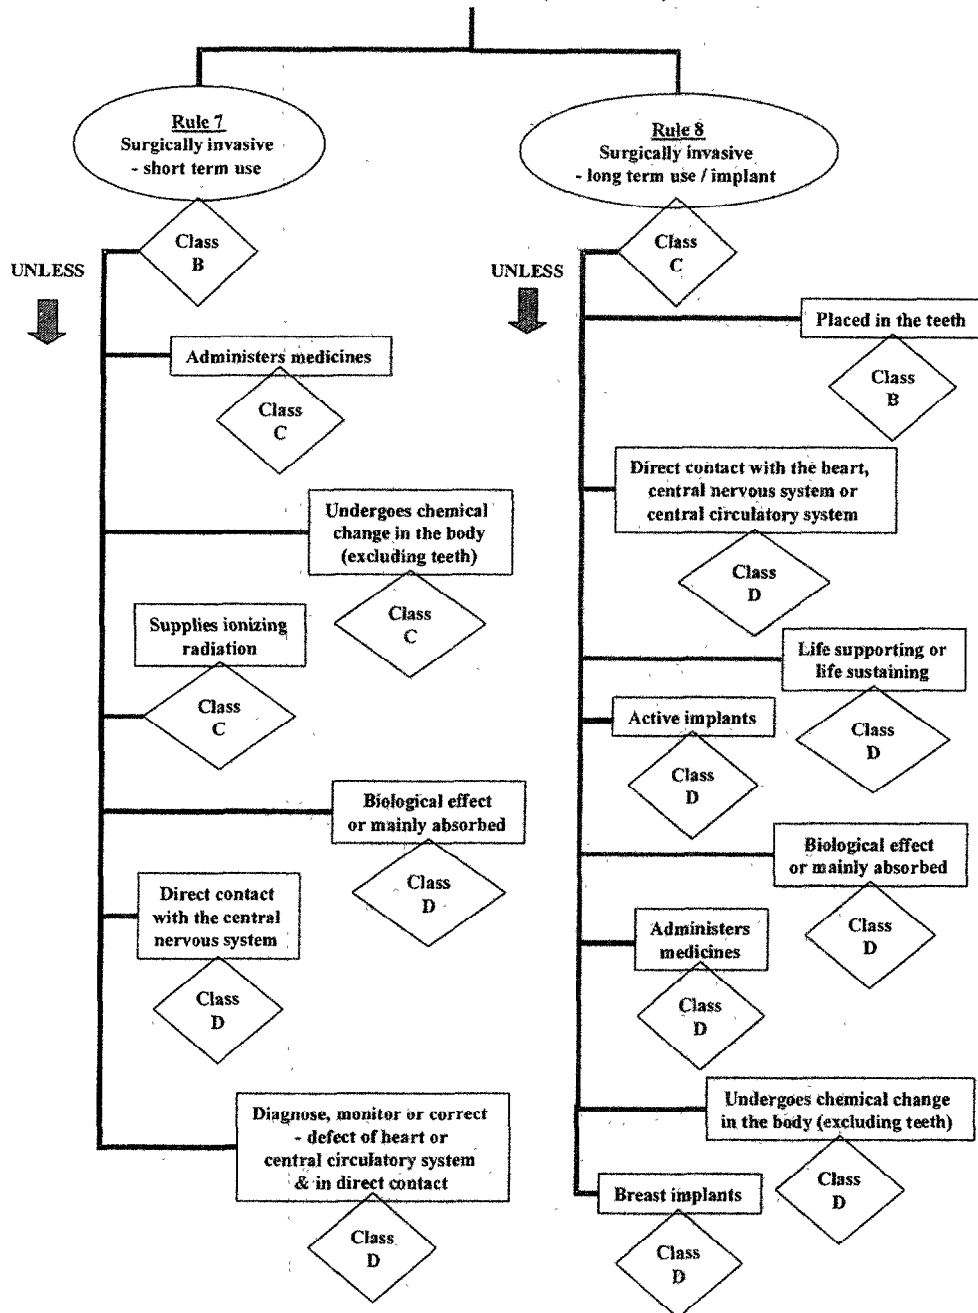 Rule 7
Surgically invasive
- short term use
Class
B
UNLESS
Administers medicines
Class
C
Undergoes chemical
change in the body
(excluding teeth)
Class
C
Supplies ionizing
radiation
Class
C
Biological effect
or mainly absorbed
Class
D
Direct contact
with the central
nervous system
Class
D
Diagnose, monitor or correct
- defect of heart or
central circulatory system
& in direct contact
Class
D
Rule 8
Surgically invasive
- long term use / implant
Class
C
UNLESS
Placed in the teeth
Class
B
Direct contact with the heart,
central nervous system or
central circulatory system
Class
D
Life supporting or
life sustaining
Class
D
Active implants
Class
D
Biological effect
or mainly absorbed
Class
D
Administers
medicines
Class
D
Undergoes chemical change
in the body (excluding teeth)
Class
D
Breast implants
Class
D